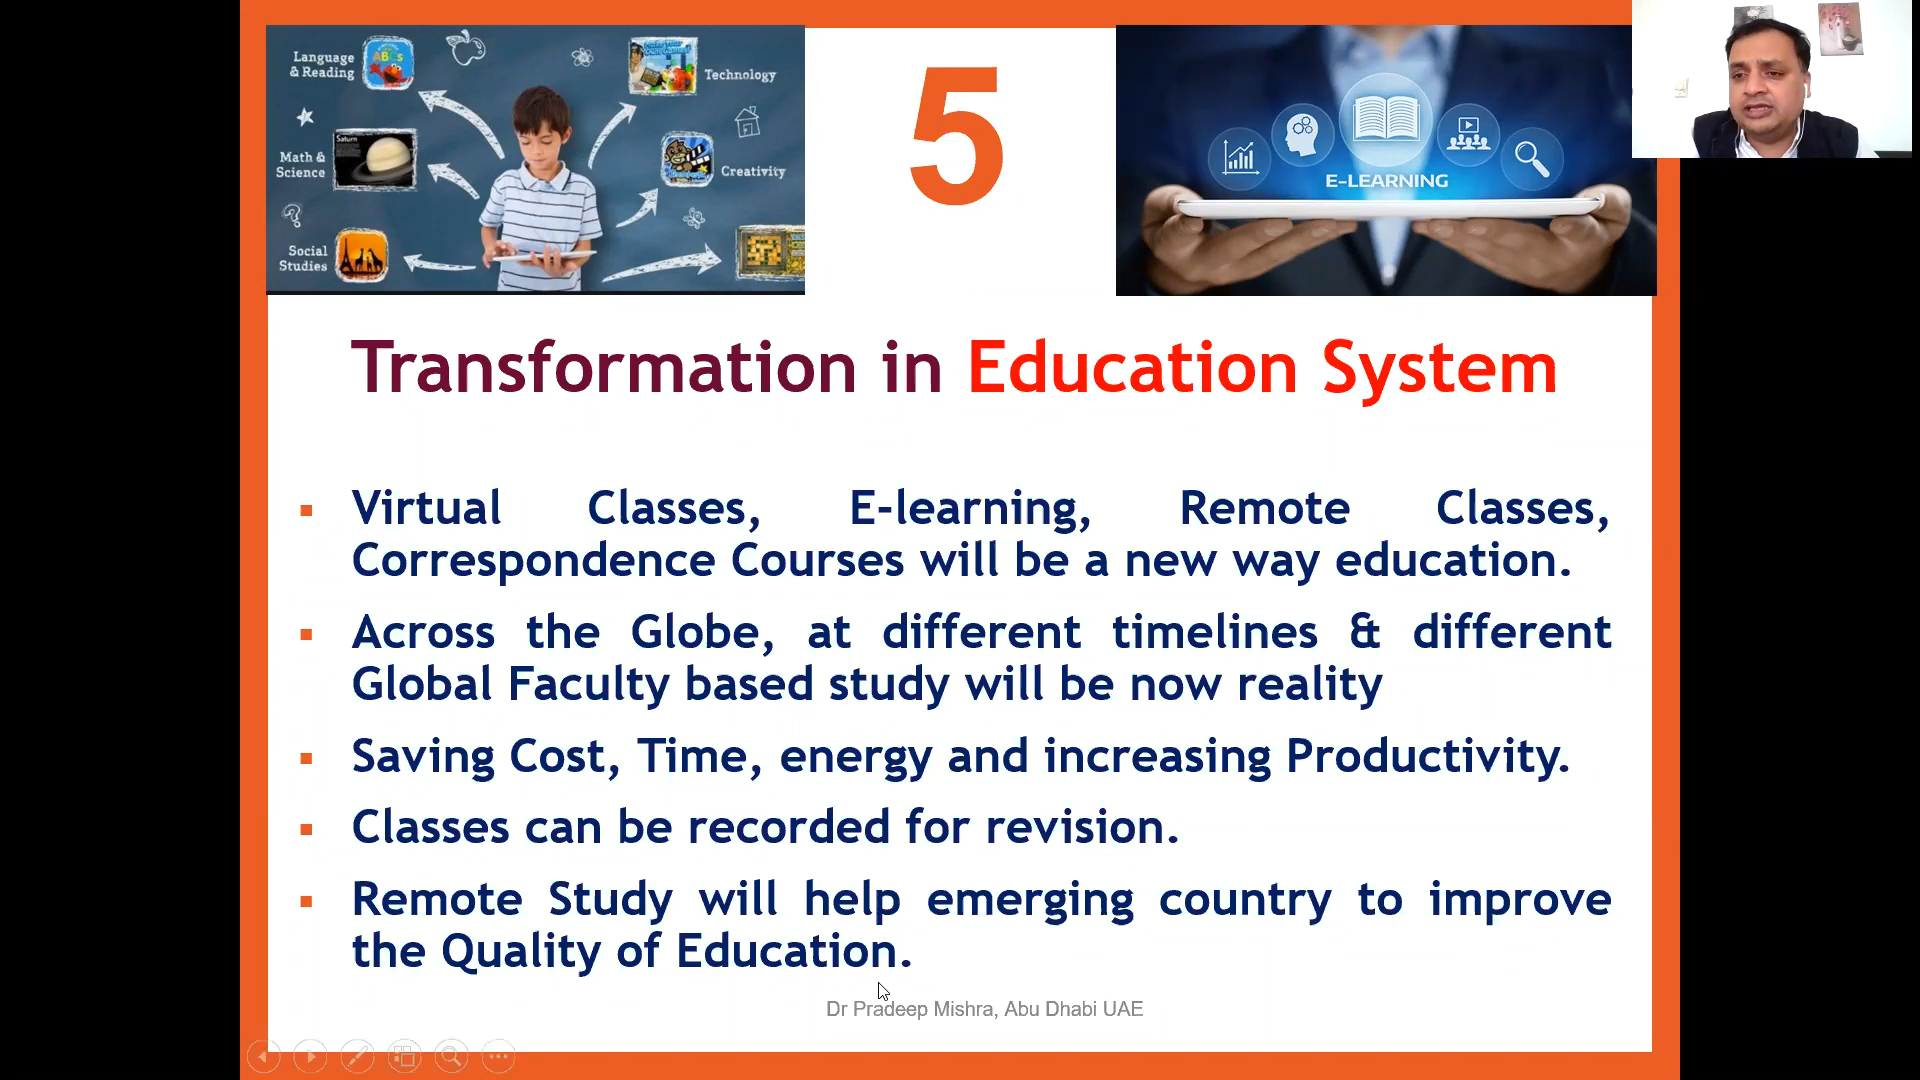 Language
& Reading
ABCs
Technology
Saturn
Math &
Science
Creativity
Social
Studies
5
E-LEARNING
Transformation in Education System
Virtual Classes, E-learning, Remote Classes,
Correspondence Courses will be a new way education.
Across the Globe, at different timelines & different
Global Faculty based study will be now reality
Saving Cost, Time, energy and increasing Productivity.
Classes can be recorded for revision.
Remote Study will help emerging country to improve
the Quality of Education.
Dr Pradeep Mishra, Abu Dhabi UAE